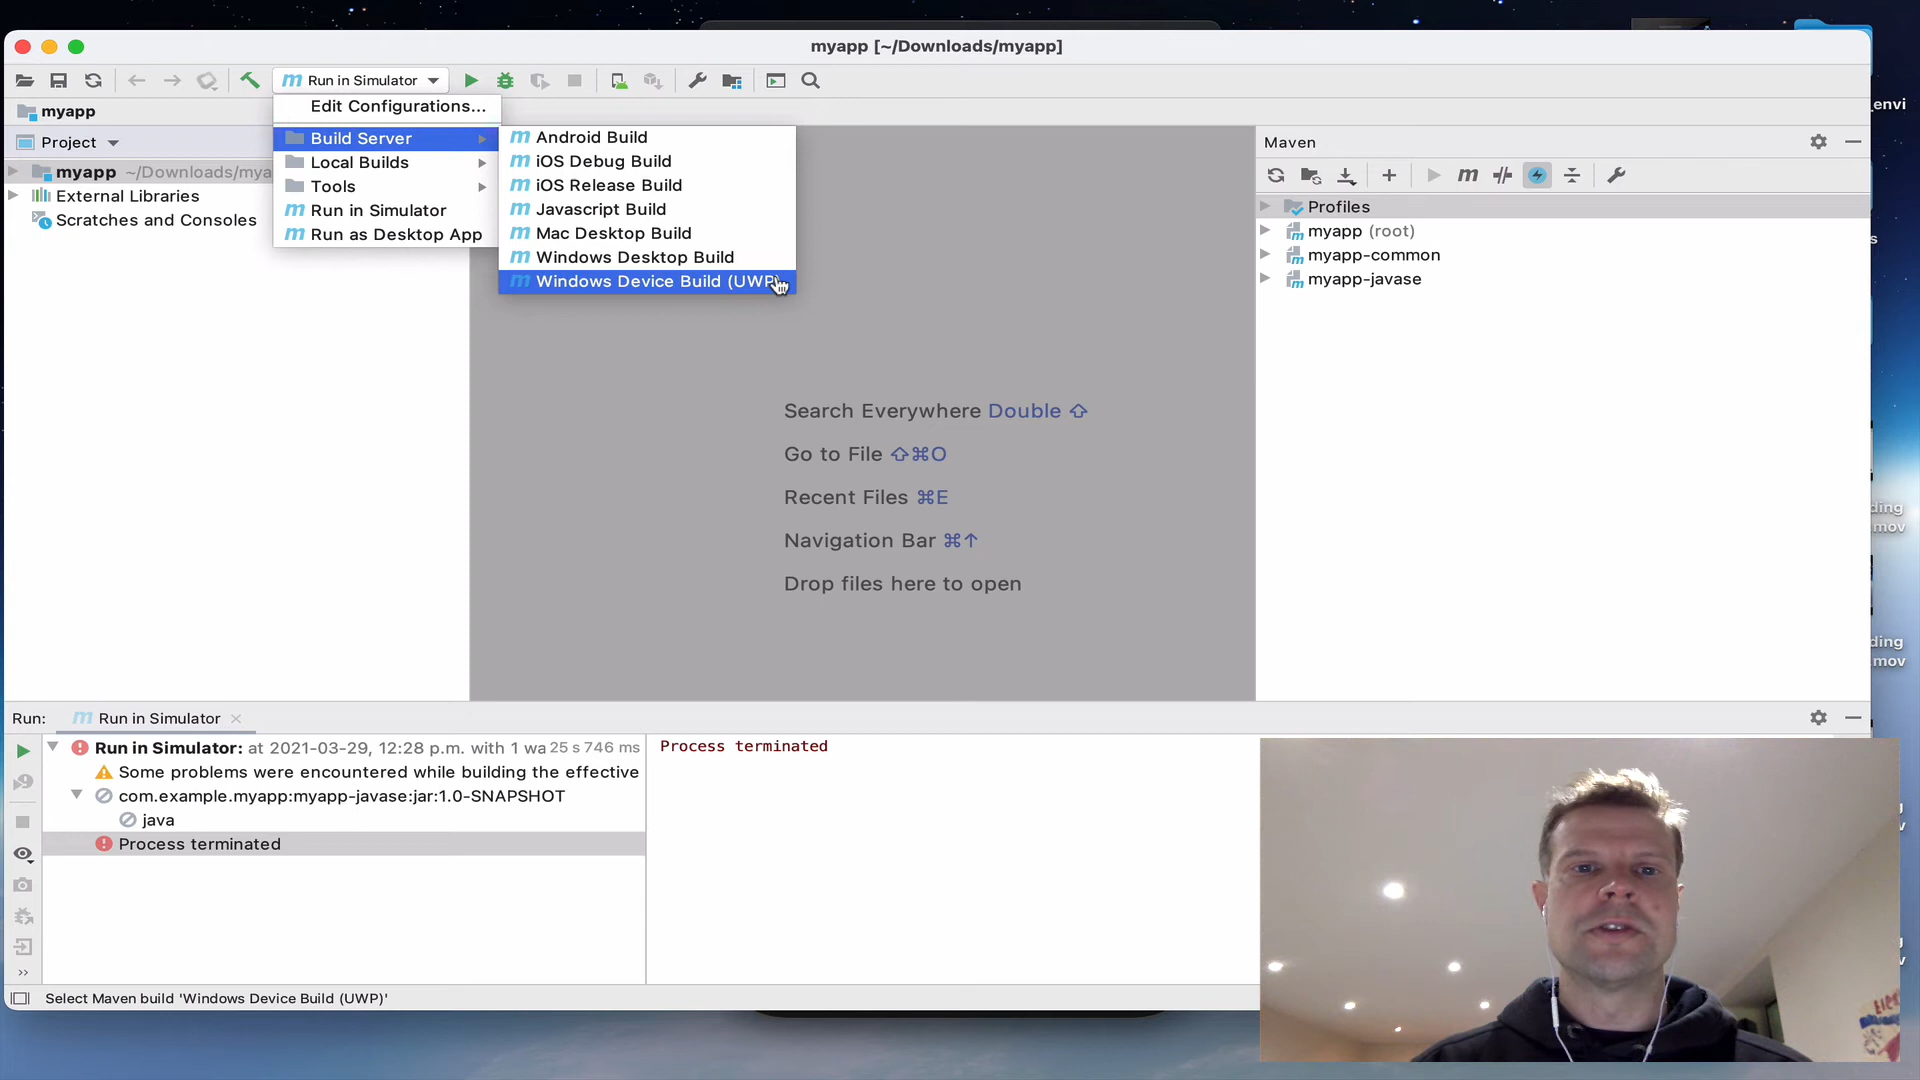 myapp [~/Downloads/myapp]
Run in Simulator
myapp
Edit Configurations...
Project
Build Server
Local Builds
Tools
Run in Simulator
Run as Desktop App
Android Build
iOS Debug Build
iOS Release Build
Javascript Build
Mac Desktop Build
Windows Desktop Build
Windows Device Build (UWP)
myapp ~/Downloads/mya
External Libraries
Scratches and Consoles
Maven
Profiles
myapp (root)
myapp-common
myapp-javase
Search Everywhere Double ⇧
Go to File ⇧⌘O
Recent Files ⌘E
Navigation Bar ⌘↑
Drop files here to open
Run: Run in Simulator
Run in Simulator: at 2021-03-29, 12:28 p.m. with 1 wa 25 s 746 ms
Some problems were encountered while building the effective
com.example.myapp:myapp-javase:jar:1.0-SNAPSHOT
java
Process terminated
Process terminated
Select Maven build 'Windows Device Build (UWP)'
envi
ding
mov
ding
mov